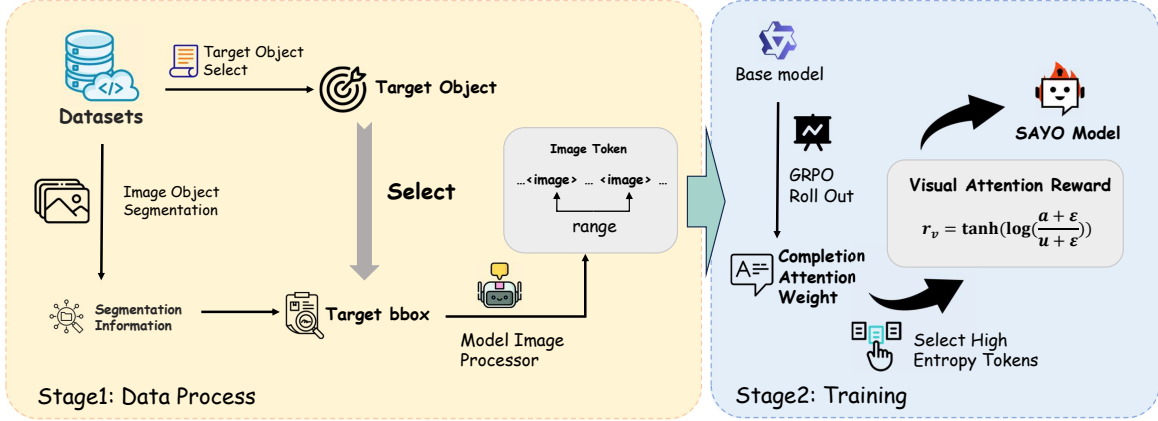 Datasets
</>
Target Object
Select
Target Object
Image Object
Segmentation
Select
Segmentation
Information
Target bbox
Model Image
Processor
Image Token
...<image> ... <image> ...
range
Stage1: Data Process
Base model
GRPO
Roll Out
A
Completion
Attention
Weight
Select High
Entropy Tokens
Visual Attention Reward
r_v = tanh(log(\frac{a + ε}{u + ε}))
SAYO Model
Stage2: Training